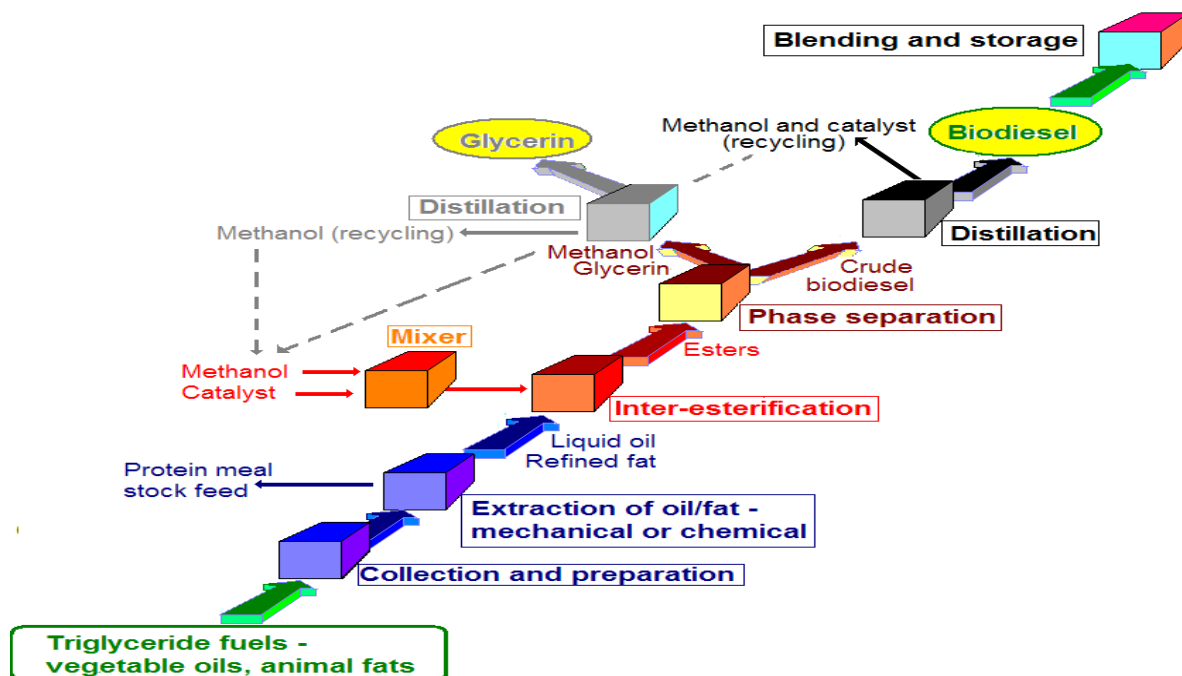 Blending and storage
Glycerin
Methanol and catalyst
(recycling)
Biodiesel
Distillation
Methanol (recycling)
Distillation
Methanol
Glycerin
Crude
biodiesel
Phase separation
Mixer
Esters
Methanol
Catalyst
Inter-esterification
Liquid oil
Refined fat
Protein meal
stock feed
Extraction of oil/fat -
mechanical or chemical
Collection and preparation
Triglyceride fuels -
vegetable oils, animal fats